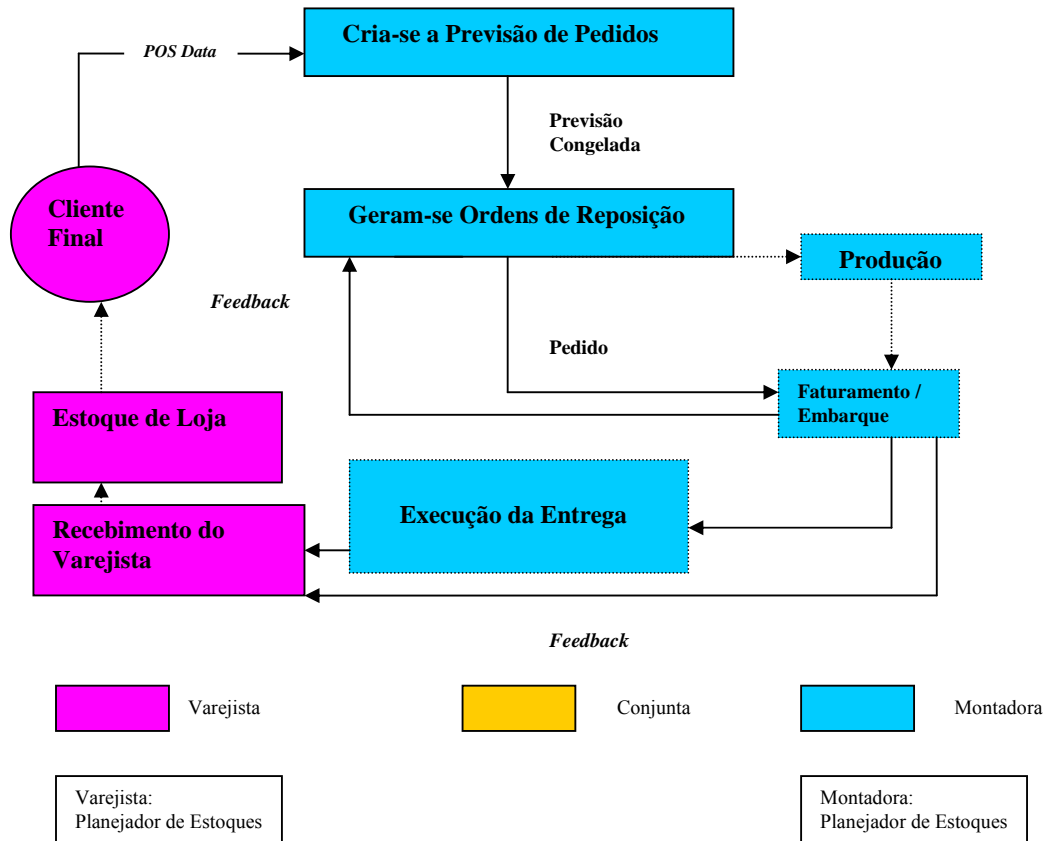 Cria-se a Previsão de Pedidos
POS Data
Previsão
Congelada
Cliente
Final
Geram-se Ordens de Reposição
Produção
Feedback
Pedido
Faturamento /
Embarque
Estoque de Loja
Execução da Entrega
Recebimento do
Varejista
Feedback
Varejista
Conjunta
Montadora
Varejista:
Planejador de Estoques
Montadora:
Planejador de Estoques